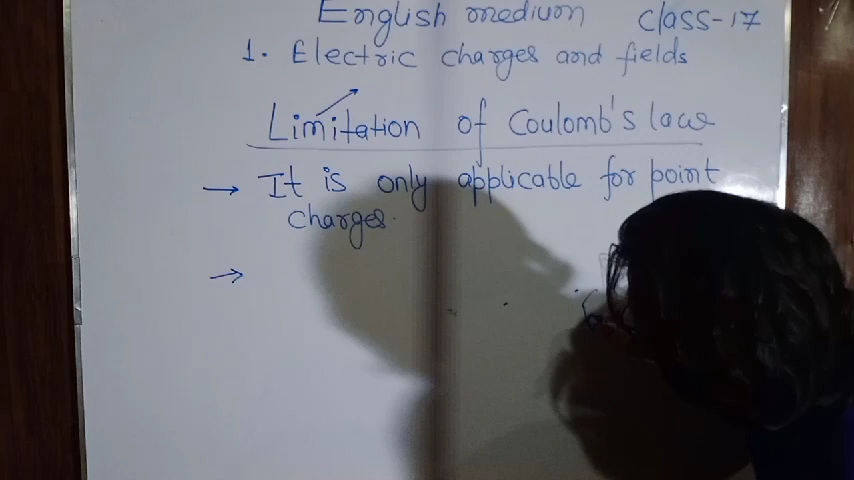 English medium class-17
1. Electric charges and fields
Limitation of Coulomb's law
→ It is only applicable for point
charges.
→